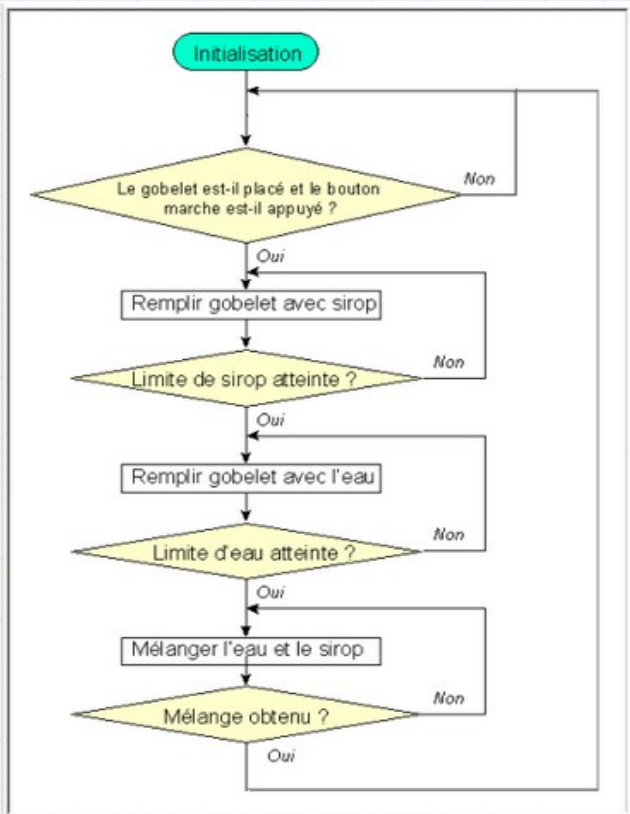 Initialisation
Le gobelet est-il placé et le bouton
marche est-il appuyé ?
Non
Oui
Remplir gobelet avec sirop
Limite de sirop atteinte ?
Non
Oui
Remplir gobelet avec l'eau
Limite d'eau atteinte ?
Non
Oui
Mélanger l'eau et le sirop
Mélange obtenu ?
Non
Oui